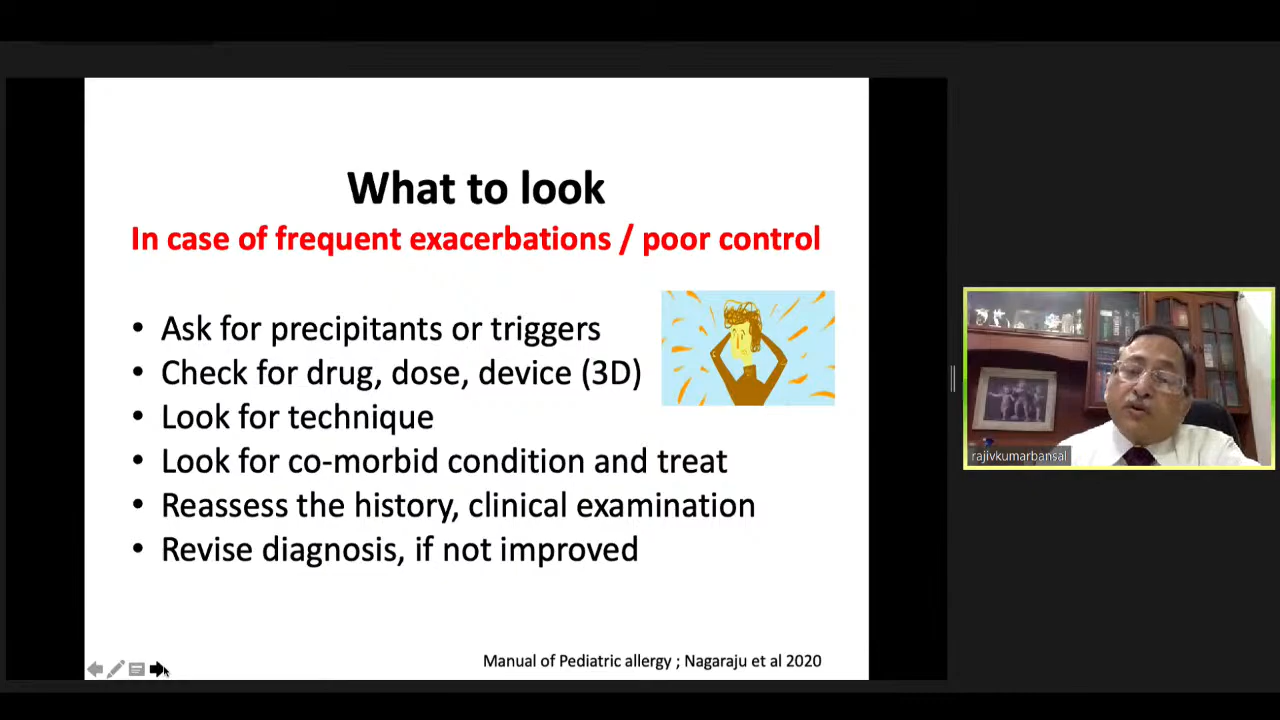 What to look
In case of frequent exacerbations / poor control
• Ask for precipitants or triggers
• Check for drug, dose, device (3D)
• Look for technique
• Look for co-morbid condition and treat
• Reassess the history, clinical examination
• Revise diagnosis, if not improved
Manual of Pediatric allergy ; Nagaraju et al 2020
rajivkumarbansal